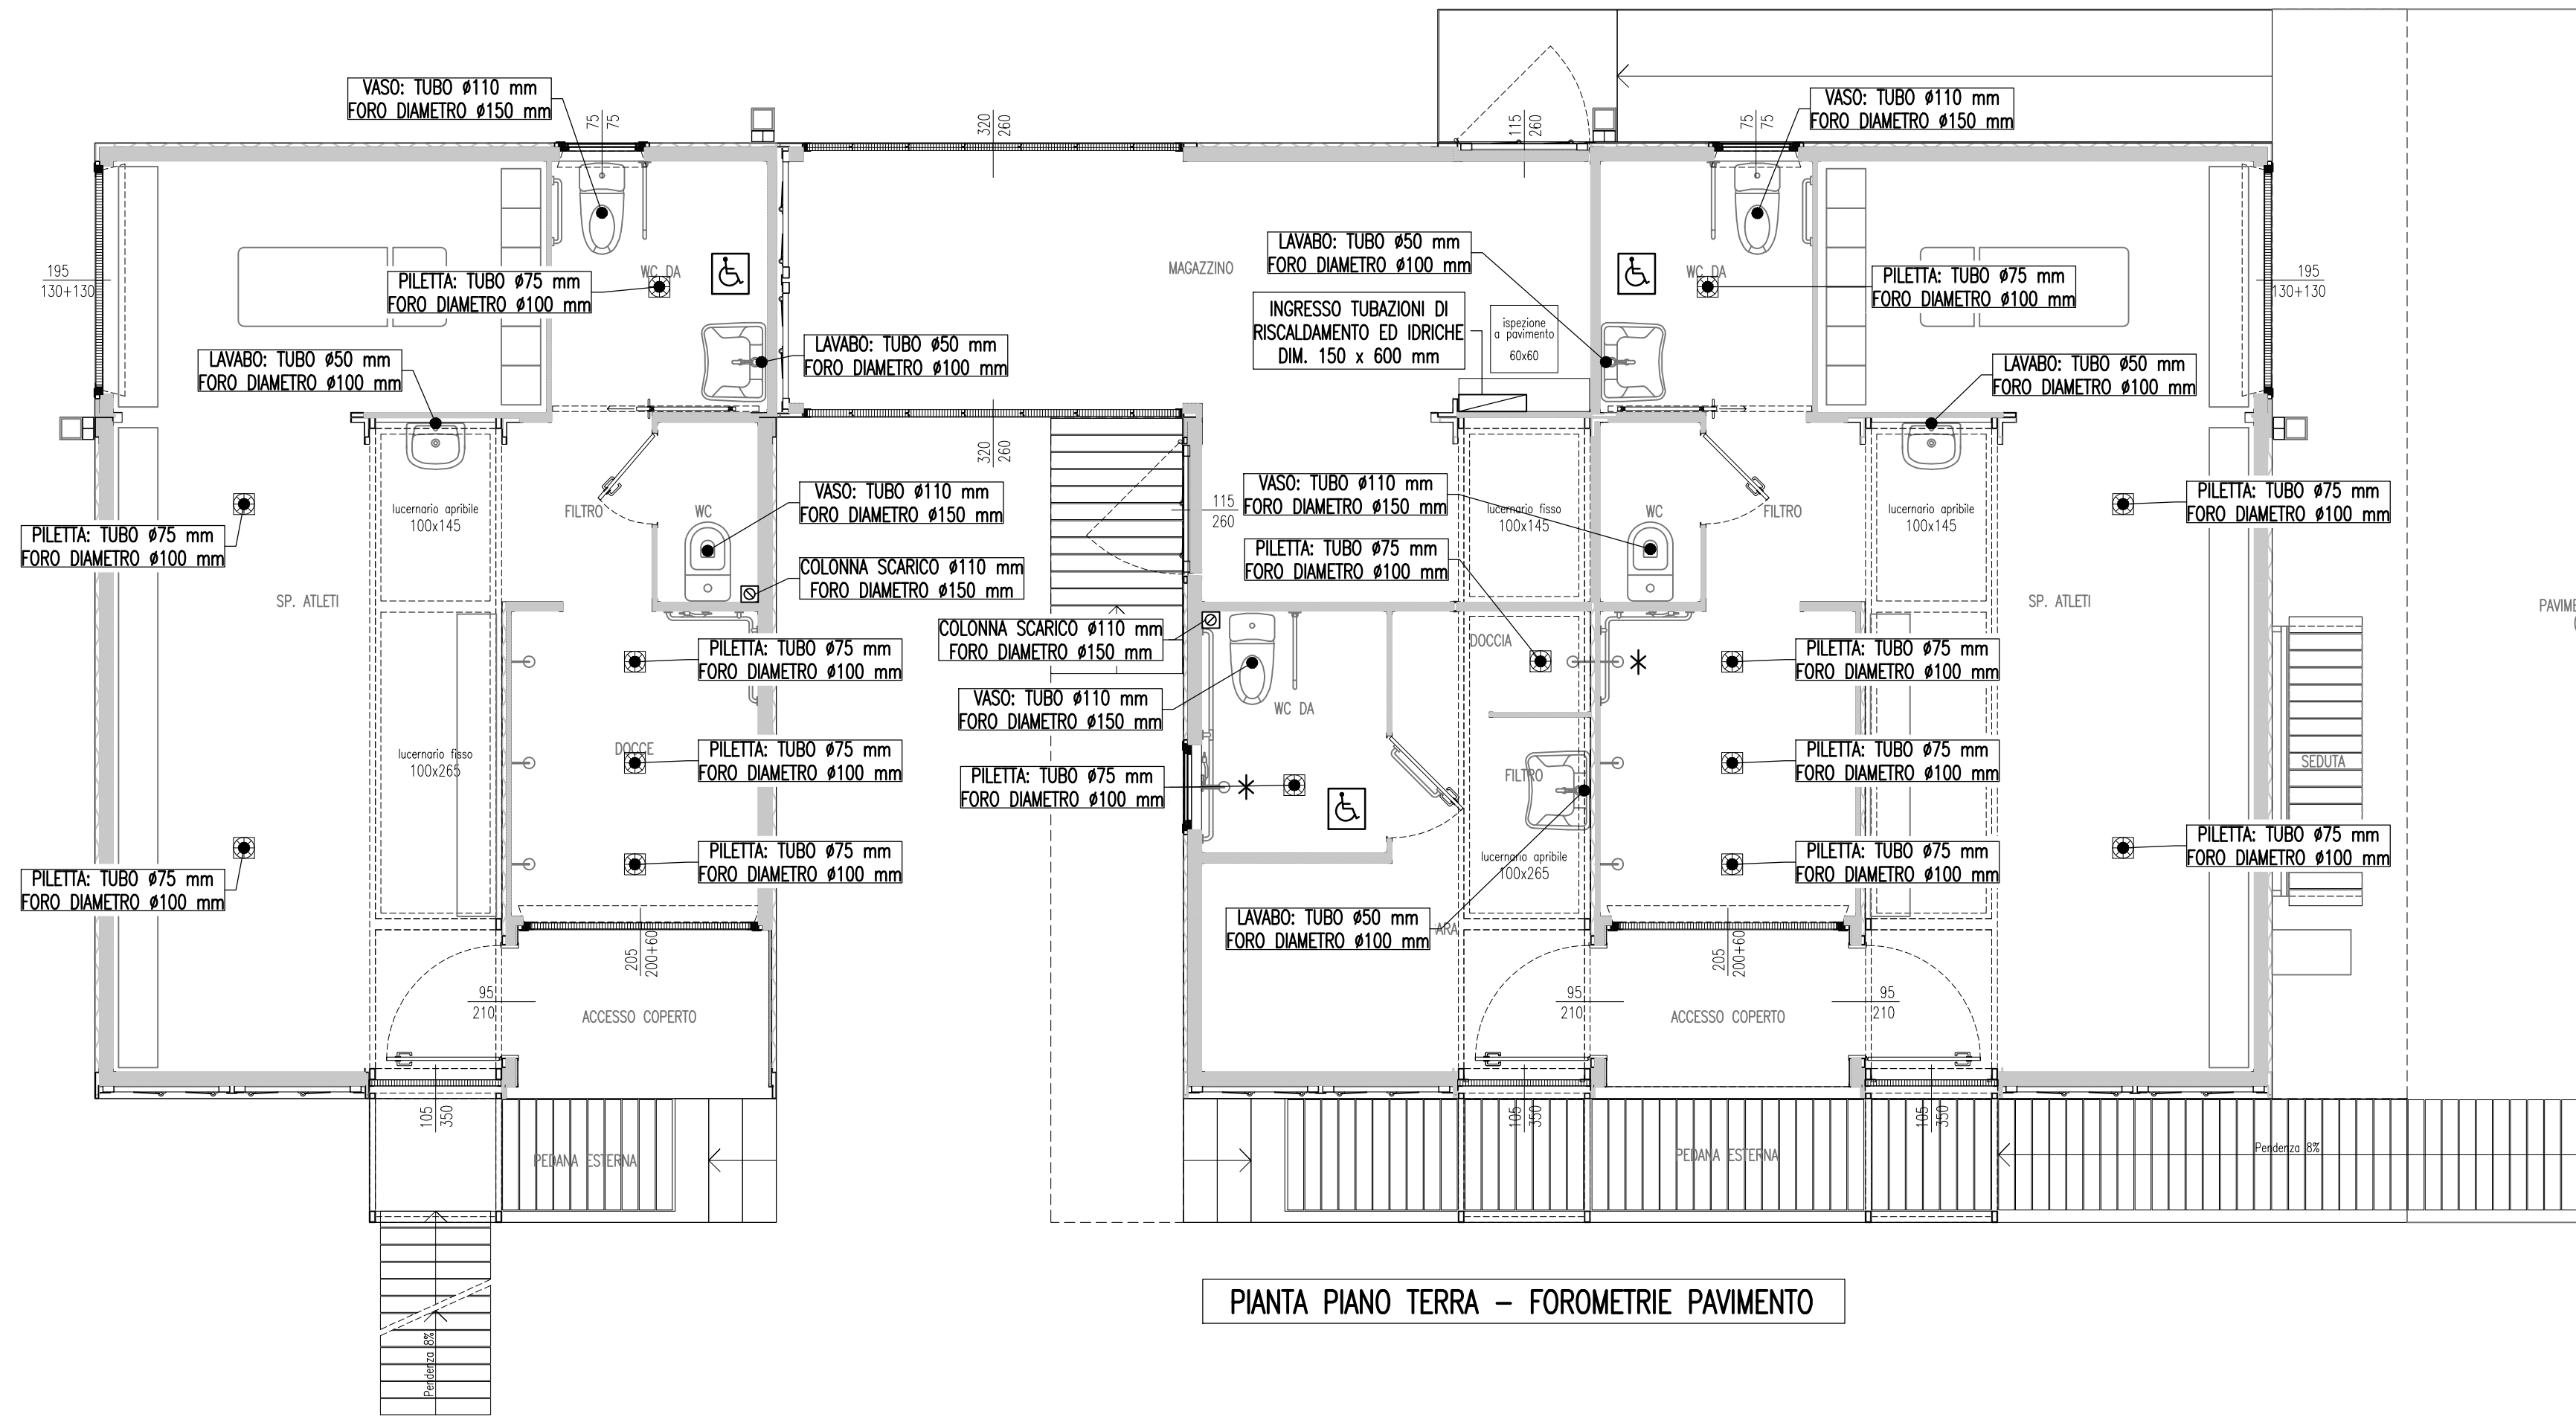 VASO: TUBO ø110 mm
FORO DIAMETRO ø150 mm
75
75
320
260
115
260
75
75
VASO: TUBO ø110 mm
FORO DIAMETRO ø150 mm
195
130+130
WC DA
PILETTA: TUBO ø75 mm
FORO DIAMETRO ø100 mm
MAGAZZINO
LAVABO: TUBO ø50 mm
FORO DIAMETRO ø100 mm
WC DA
PILETTA: TUBO ø75 mm
FORO DIAMETRO ø100 mm
195
130+130
INGRESSO TUBAZIONI DI
RISCALDAMENTO ED IDRICHE
DIM. 150 x 600 mm
ispezione
a pavimento
60x60
LAVABO: TUBO ø50 mm
FORO DIAMETRO ø100 mm
LAVABO: TUBO ø50 mm
FORO DIAMETRO ø100 mm
LAVABO: TUBO ø50 mm
FORO DIAMETRO ø100 mm
320
260
PILETTA: TUBO ø75 mm
FORO DIAMETRO ø100 mm
lucernario apribile
100x145
FILTRO
WC
VASO: TUBO ø110 mm
FORO DIAMETRO ø150 mm
115
260
VASO: TUBO ø110 mm
FORO DIAMETRO ø150 mm
lucernario fisso
100x145
WC
FILTRO
lucernario apribile
100x145
PILETTA: TUBO ø75 mm
FORO DIAMETRO ø100 mm
COLONNA SCARICO ø110 mm
FORO DIAMETRO ø150 mm
PILETTA: TUBO ø75 mm
FORO DIAMETRO ø100 mm
SP. ATLETI
SP. ATLETI
PAVIME
COLONNA SCARICO ø110 mm
FORO DIAMETRO ø150 mm
DOCCIA
PILETTA: TUBO ø75 mm
FORO DIAMETRO ø100 mm
PILETTA: TUBO ø75 mm
FORO DIAMETRO ø100 mm
VASO: TUBO ø110 mm
FORO DIAMETRO ø150 mm
WC DA
lucernario fisso
100x265
DOCCE
PILETTA: TUBO ø75 mm
FORO DIAMETRO ø100 mm
PILETTA: TUBO ø75 mm
FORO DIAMETRO ø100 mm
FILTRO
PILETTA: TUBO ø75 mm
FORO DIAMETRO ø100 mm
SEDUTA
PILETTA: TUBO ø75 mm
FORO DIAMETRO ø100 mm
PILETTA: TUBO ø75 mm
FORO DIAMETRO ø100 mm
lucernario apribile
100x265
PILETTA: TUBO ø75 mm
FORO DIAMETRO ø100 mm
PILETTA: TUBO ø75 mm
FORO DIAMETRO ø100 mm
LAVABO: TUBO ø50 mm
FORO DIAMETRO ø100 mm
ARA
205
200+60
205
200+60
95
210
ACCESSO COPERTO
95
210
ACCESSO COPERTO
95
210
105
350
105
350
105
350
PEDANA ESTERNA
PEDANA ESTERNA
Pendenza 8%
PIANTA PIANO TERRA – FOROMETRIE PAVIMENTO
Pendenza 8%